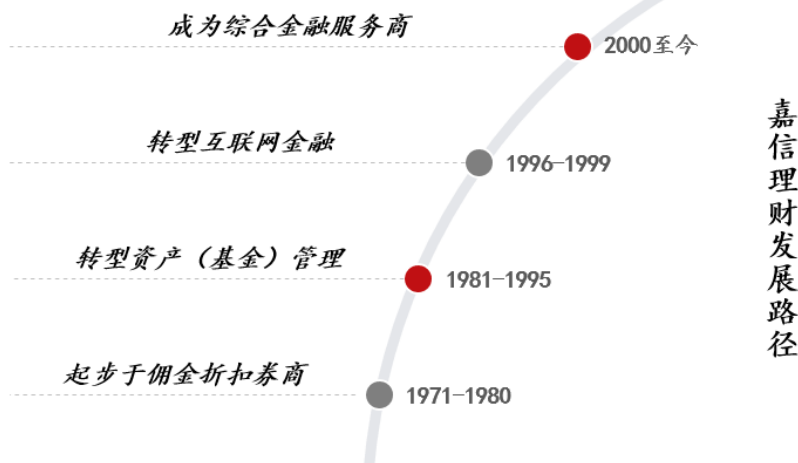 成为综合金融服务商
2000至今
转型互联网金融
1996-1999
转型资产（基金）管理
1981-1995
起步于佣金折扣券商
1971-1980
嘉信理财发展路径